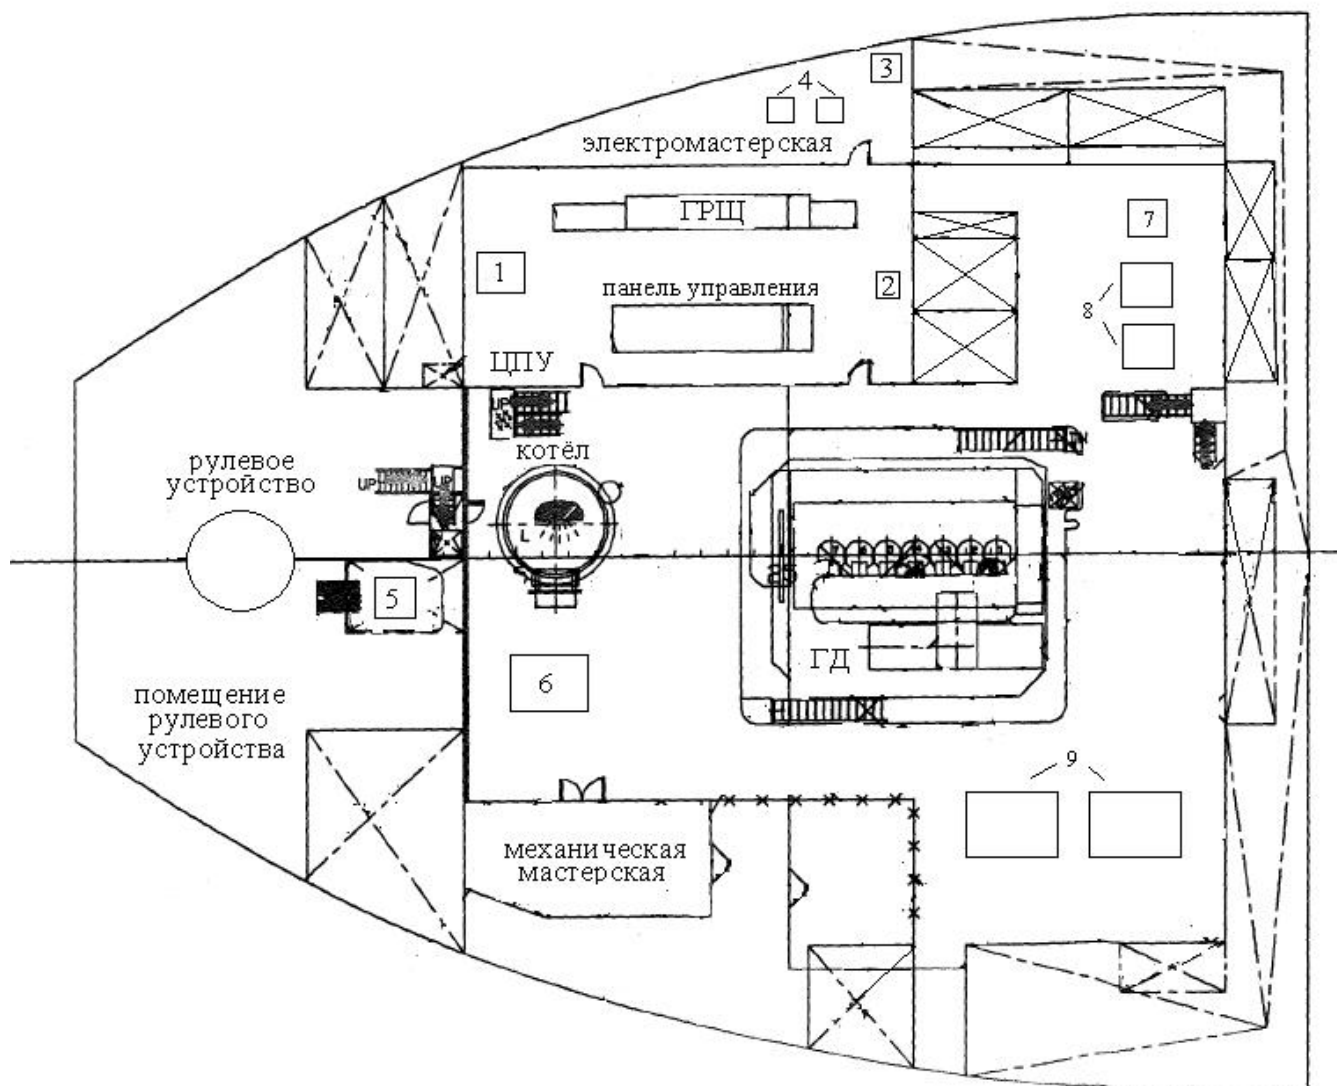 3
4
электромастерская
ГРЩ
7
1
2
панель управления
8
ЦПУ
UP
котёл
рулевое
устройство
UP
UP
L
5
ГД
6
помещение
рулевого
устройства
9
механическая
мастерская